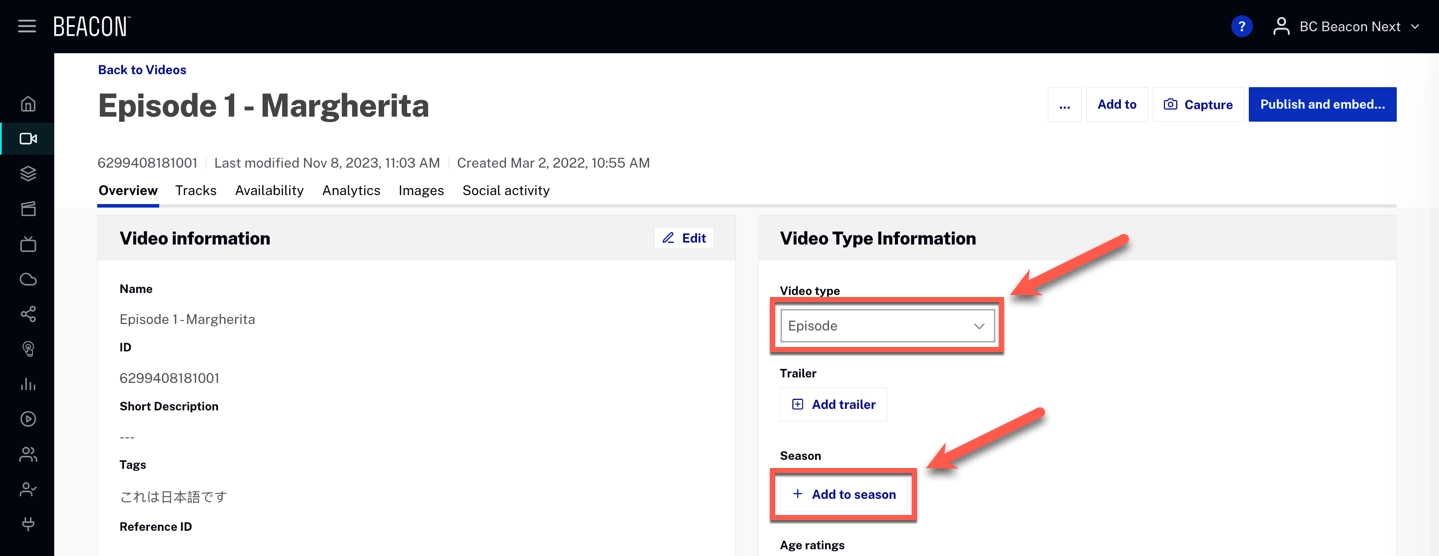 BEACON™
? BC Beacon Next
Back to Videos
Episode 1 - Margherita
... Add to Capture Publish and embed...
6299408181001 | Last modified Nov 8, 2023, 11:03 AM | Created Mar 2, 2022, 10:55 AM
Overview Tracks Availability Analytics Images Social activity
Video information
Edit
Name
Episode 1 - Margherita
ID
6299408181001
Short Description
---
Tags
これは日本語です
Reference ID
Video Type Information
Video type
Episode
Trailer
Add trailer
Season
+ Add to season
Age ratings